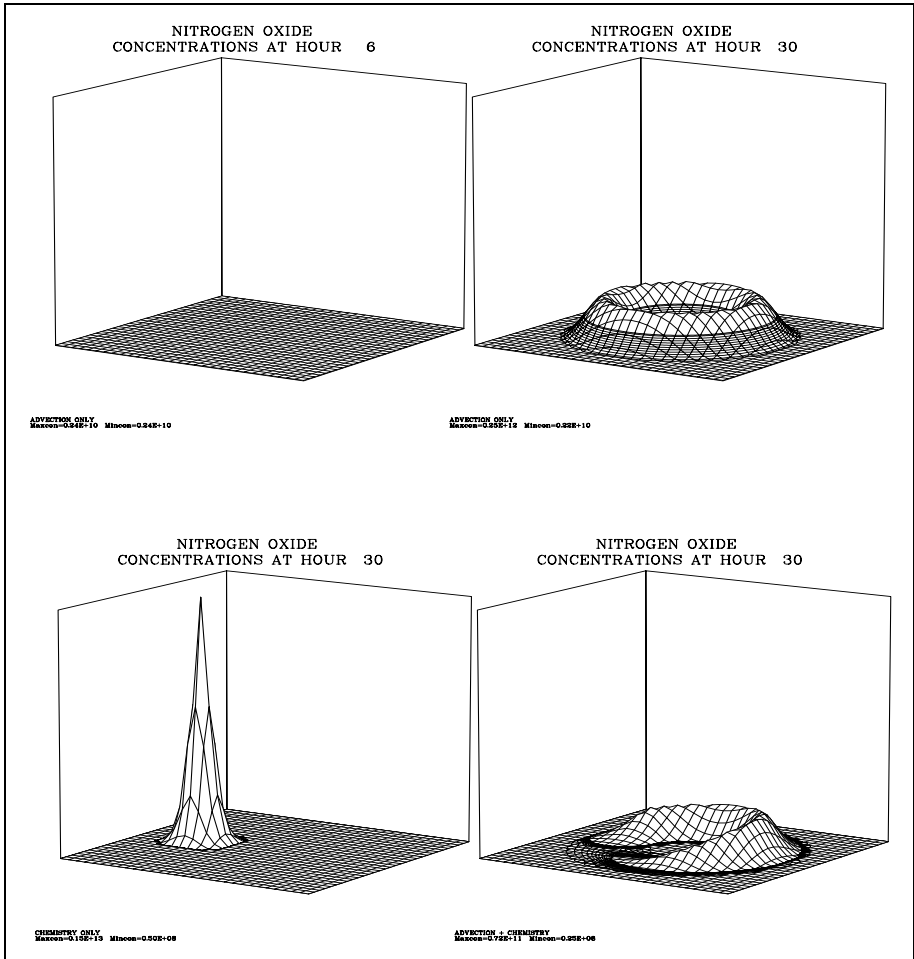 NITROGEN OXIDE
CONCENTRATIONS AT HOUR 6
ADVECTION ONLY
Maxcon=0.24E+10 Mincon=0.24E+10
NITROGEN OXIDE
CONCENTRATIONS AT HOUR 30
ADVECTION ONLY
Maxcon=0.25E+12 Mincon=0.22E+10
NITROGEN OXIDE
CONCENTRATIONS AT HOUR 30
CHEMISTRY ONLY
Maxcon=0.15E+13 Mincon=0.50E+08
NITROGEN OXIDE
CONCENTRATIONS AT HOUR 30
ADVECTION + CHEMISTRY
Maxcon=0.72E+11 Mincon=0.25E+08